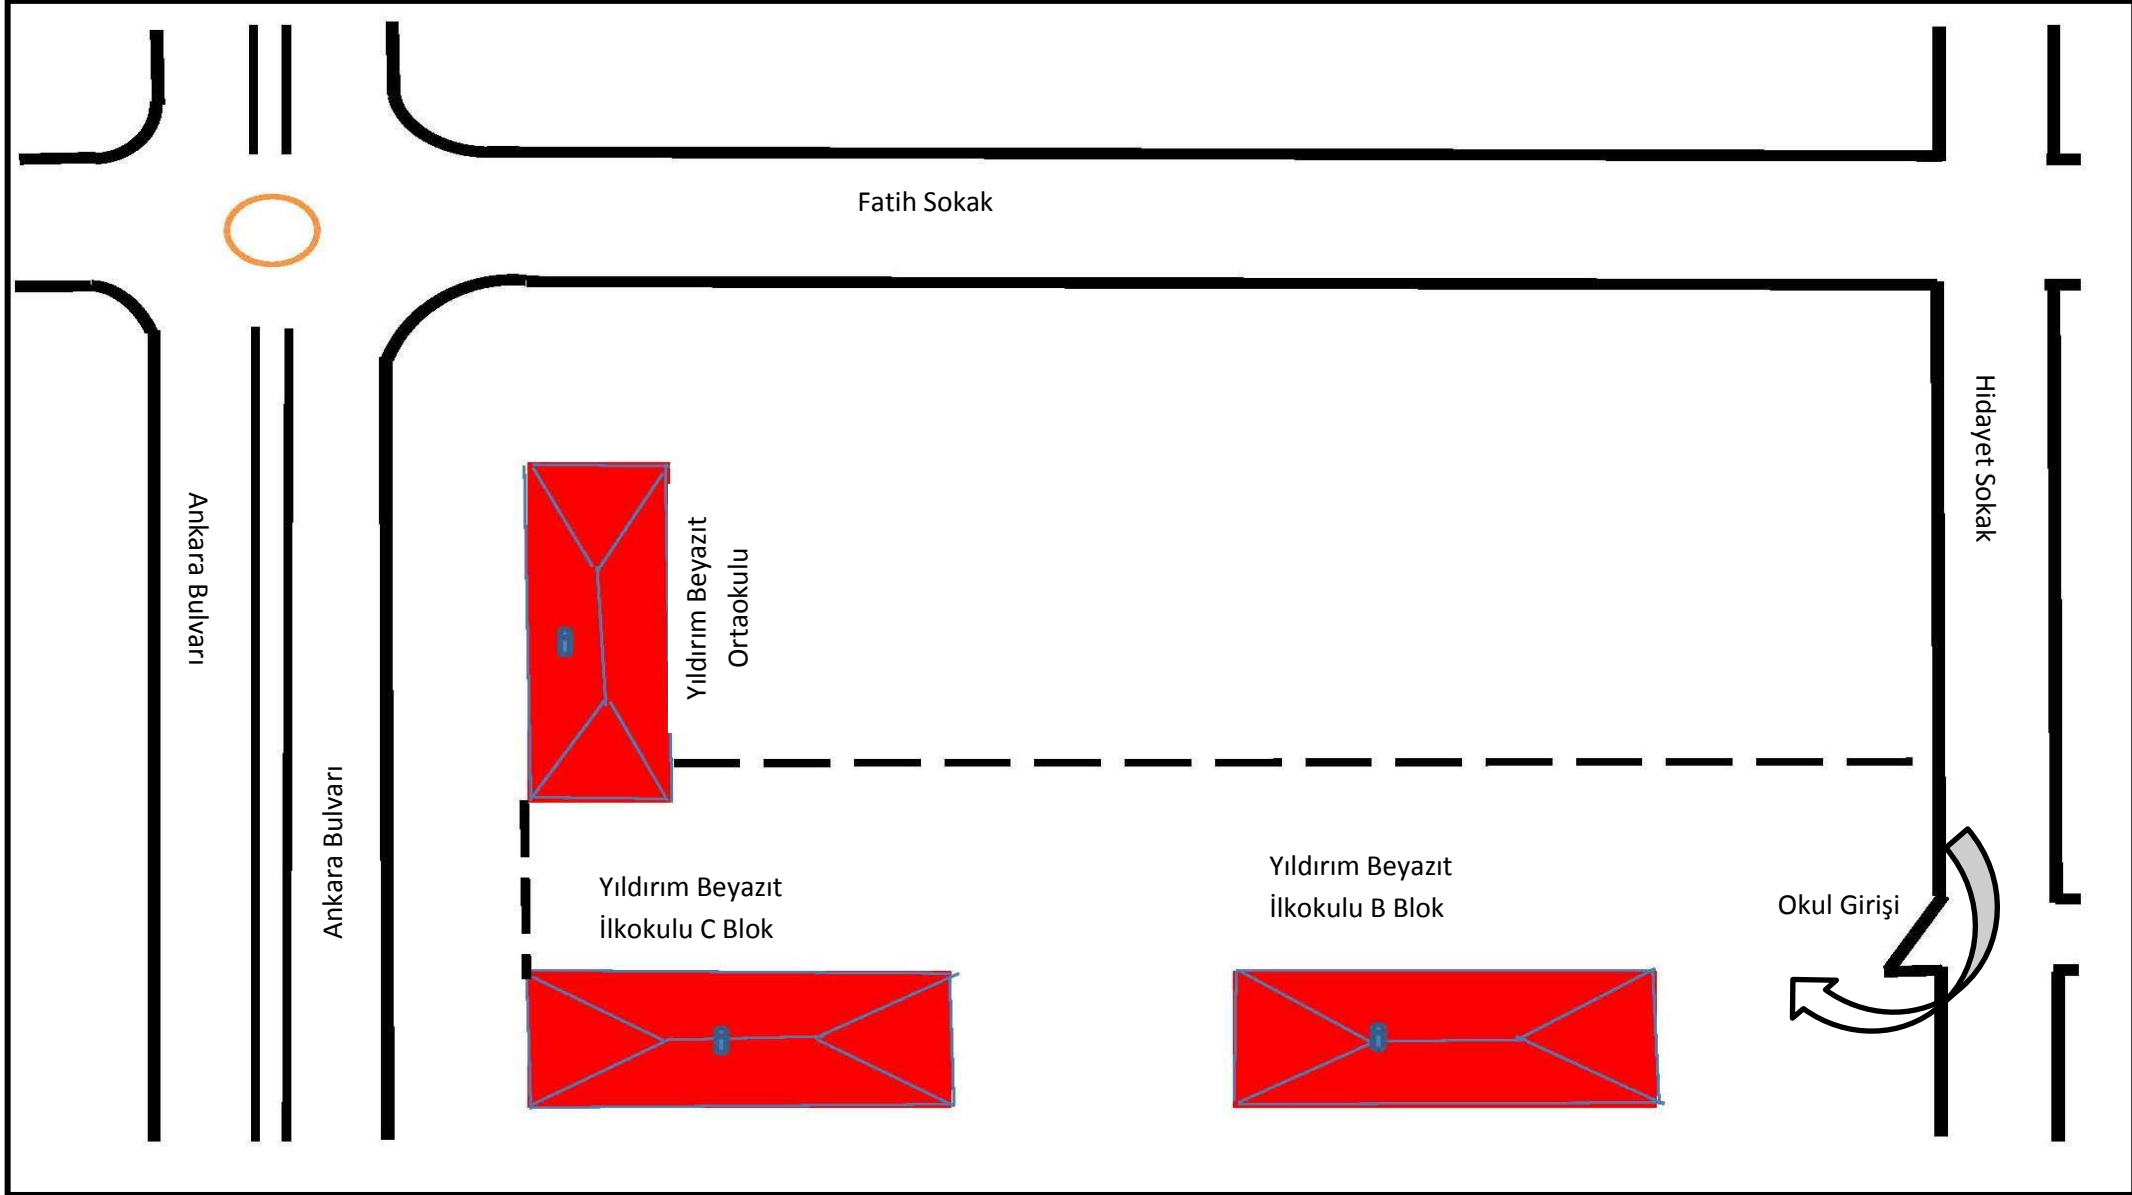 Fatih Sokak
Hidayet Sokak
Ankara Bulvarı
Yıldırım Beyazıt
Ortaokulu
Ankara Bulvarı
Yıldırım Beyazıt
İlkokulu C Blok
Yıldırım Beyazıt
İlkokulu B Blok
Okul Girişi